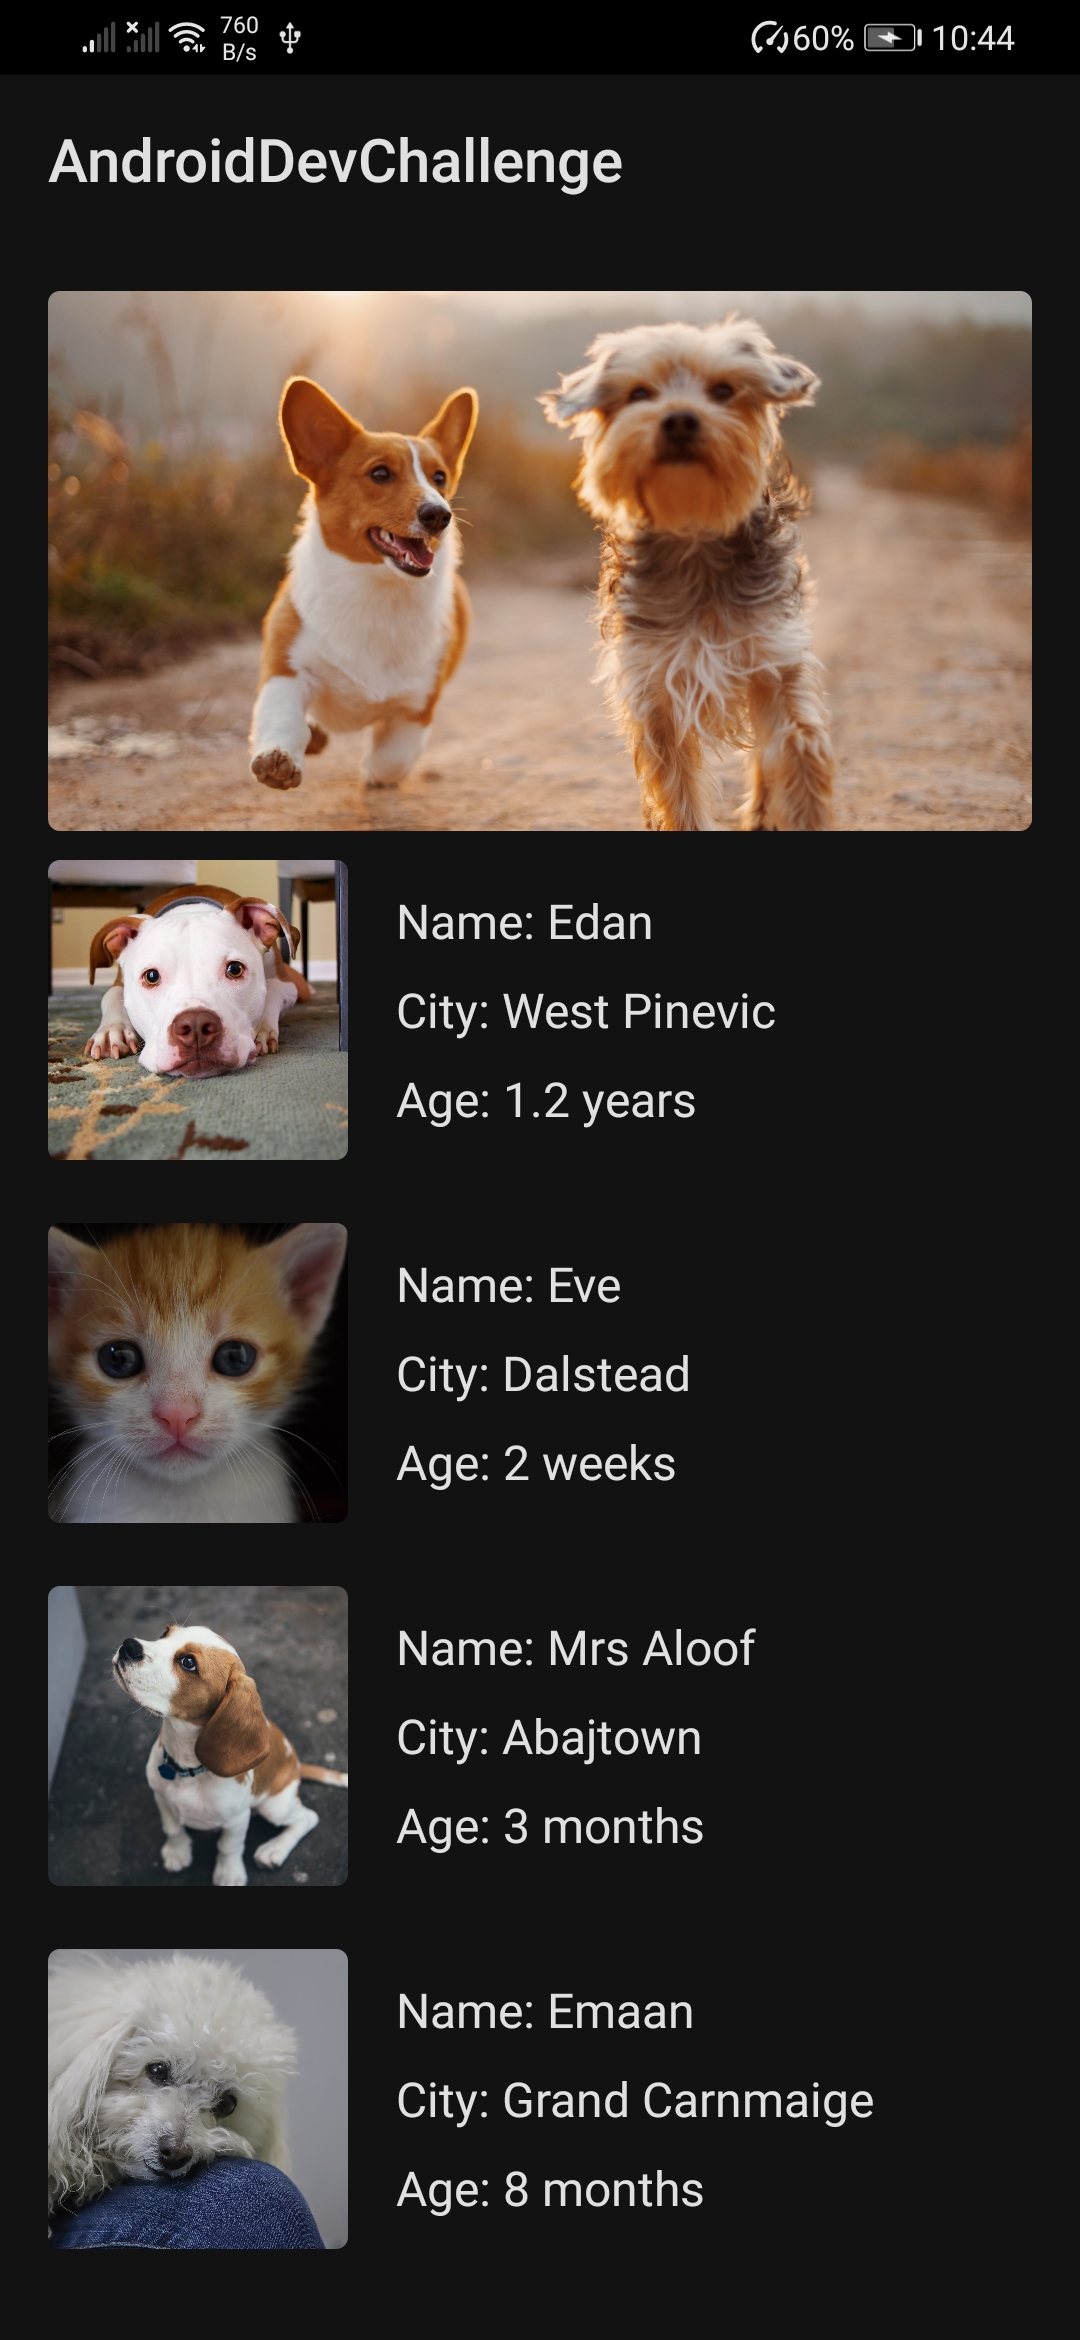 760
B/s
60%
10:44
AndroidDevChallenge
Name: Edan
City: West Pinevic
Age: 1.2 years
Name: Eve
City: Dalstead
Age: 2 weeks
Name: Mrs Aloof
City: Abajtown
Age: 3 months
Name: Emaan
City: Grand Carnmaige
Age: 8 months